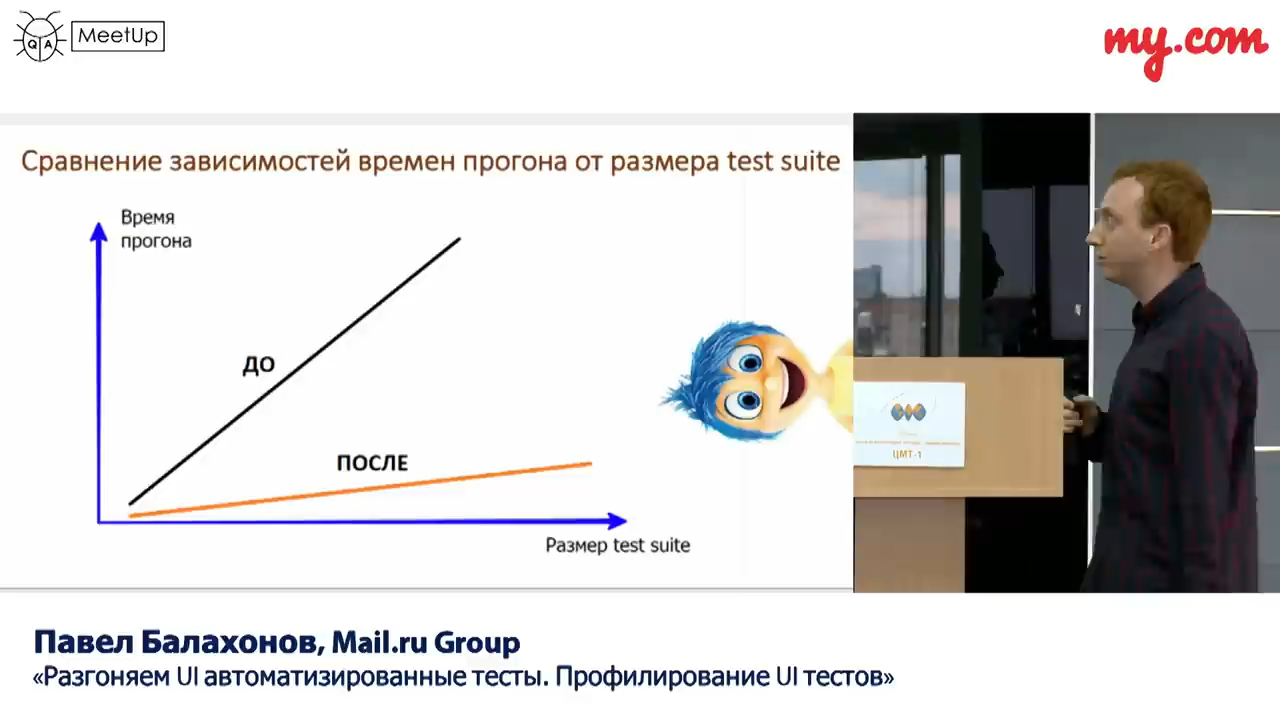 QA MeetUp
my.com
Сравнение зависимостей времен прогона от размера test suite
Время
прогона
ДО
ПОСЛЕ
Размер test suite
ЦМТ-1
Павел Балахонов, Mail.ru Group
«Разгоняем UI автоматизированные тесты. Профилирование UI тестов»